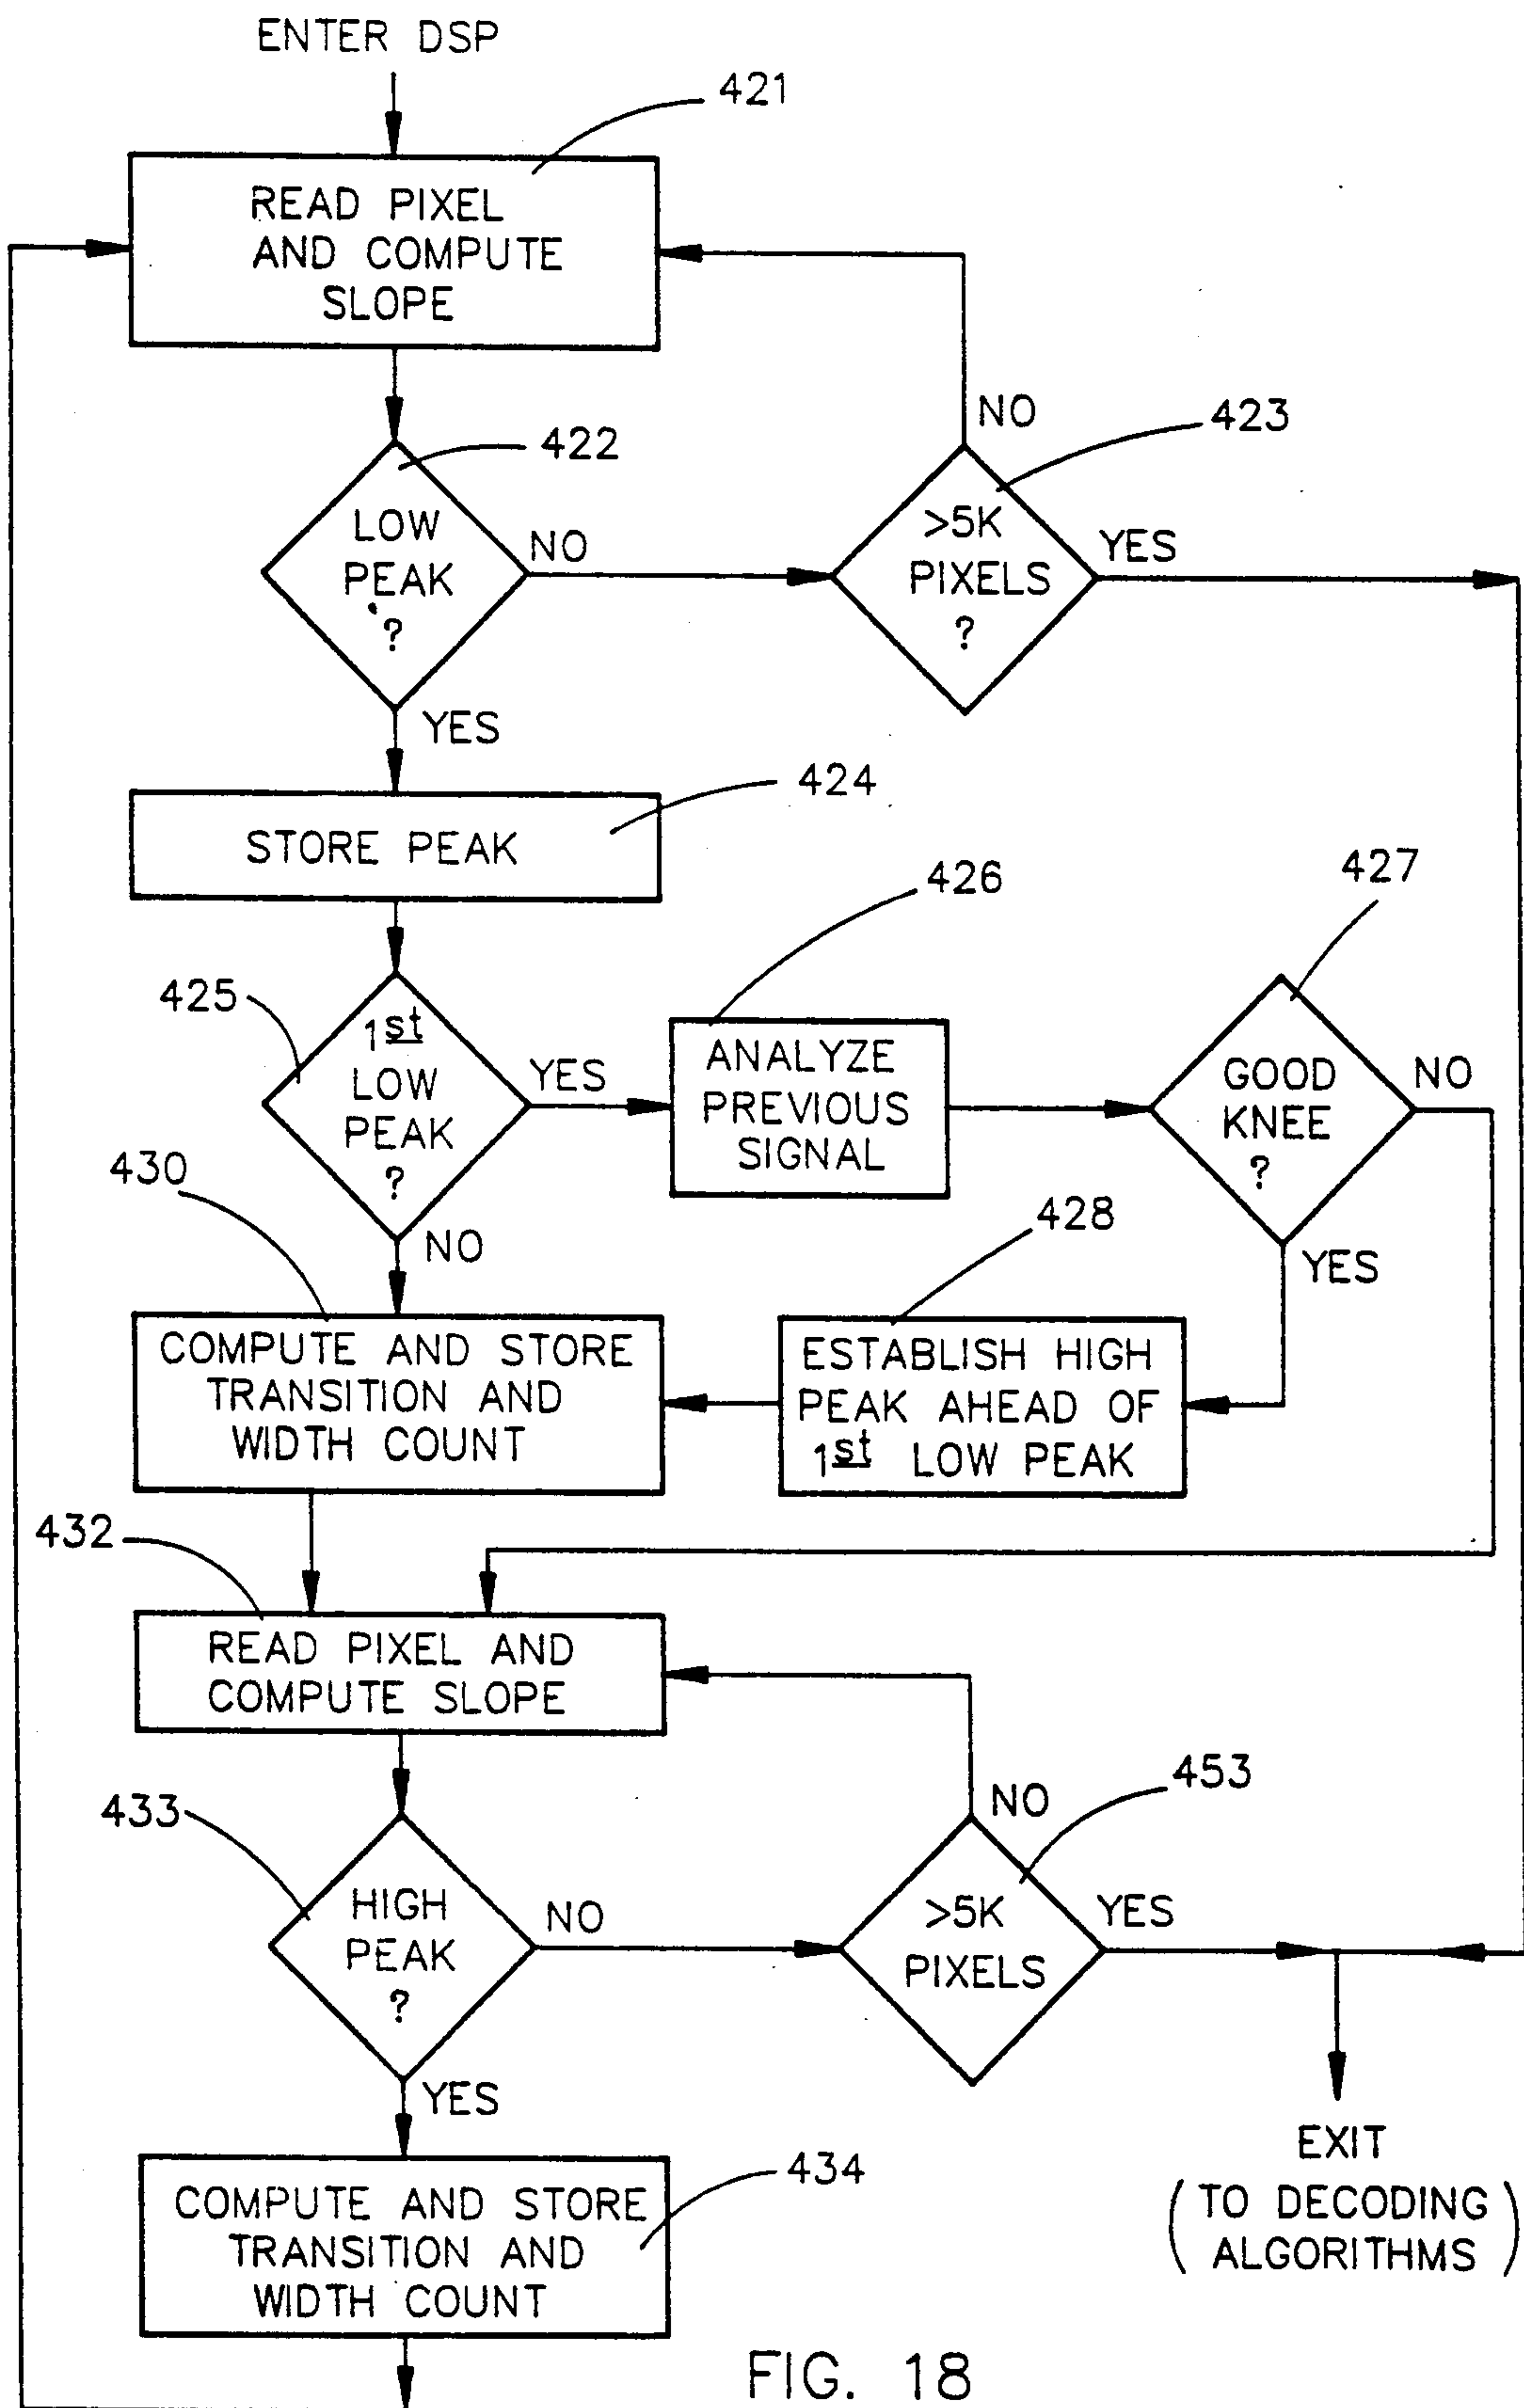 ENTER DSP
421
READ PIXEL
AND COMPUTE
SLOPE
422
LOW
PEAK
?
NO
YES
423
>5K
PIXELS
?
NO
YES
424
STORE PEAK
425
1st
LOW
PEAK
?
YES
NO
426
ANALYZE
PREVIOUS
SIGNAL
427
GOOD
KNEE
?
NO
YES
428
ESTABLISH HIGH
PEAK AHEAD OF
1st LOW PEAK
430
COMPUTE AND STORE
TRANSITION AND
WIDTH COUNT
432
READ PIXEL AND
COMPUTE SLOPE
433
HIGH
PEAK
?
NO
YES
453
>5K
PIXELS
NO
YES
EXIT
(TO DECODING
ALGORITHMS)
434
COMPUTE AND STORE
TRANSITION AND
WIDTH COUNT
FIG. 18